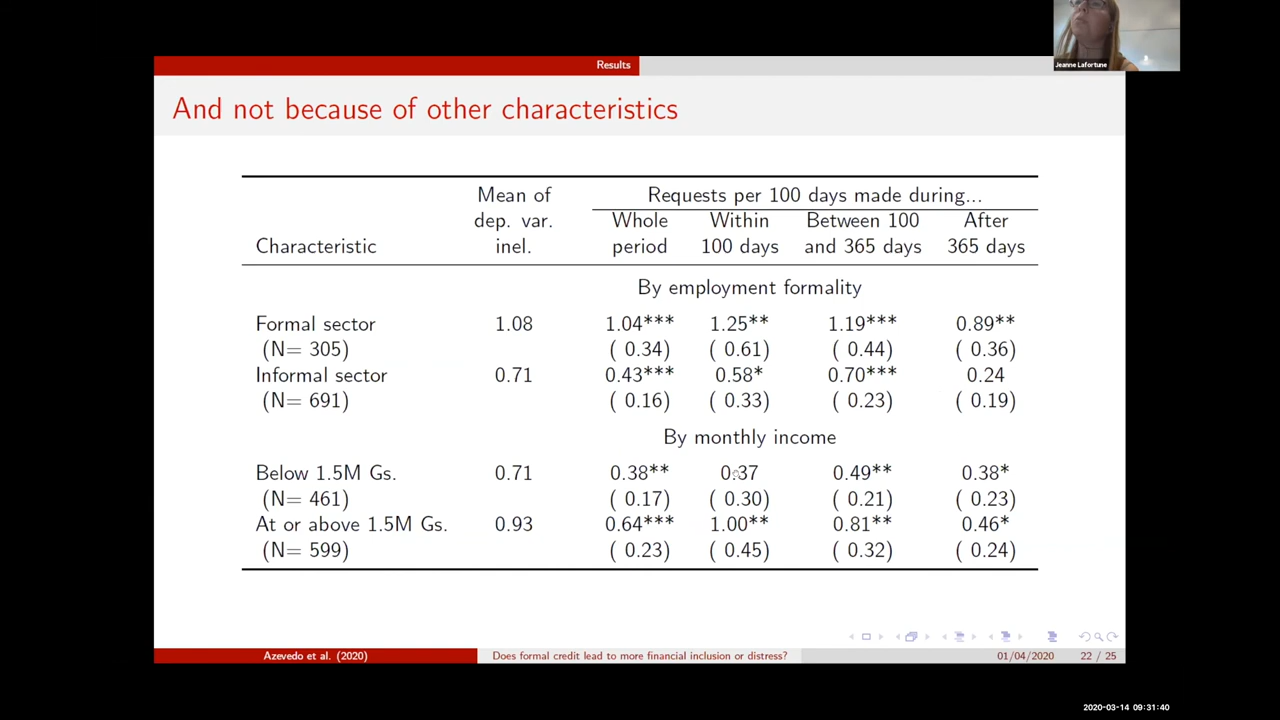 Jeanne Lafortune
Results
And not because of other characteristics
Mean of Requests per 100 days made during...
dep. var. Whole Within Between 100 After
Characteristic inel. period 100 days and 365 days 365 days
By employment formality
Formal sector 1.08 1.04*** 1.25** 1.19*** 0.89**
(N= 305) ( 0.34) ( 0.61) ( 0.44) ( 0.36)
Informal sector 0.71 0.43*** 0.58* 0.70*** 0.24
(N= 691) ( 0.16) ( 0.33) ( 0.23) ( 0.19)
By monthly income
Below 1.5M Gs. 0.71 0.38** 0.37 0.49** 0.38*
(N= 461) ( 0.17) ( 0.30) ( 0.21) ( 0.23)
At or above 1.5M Gs. 0.93 0.64*** 1.00** 0.81** 0.46*
(N= 599) ( 0.23) ( 0.45) ( 0.32) ( 0.24)
Azevedo et al. (2020) Does formal credit lead to more financial inclusion or distress? 01/04/2020 22 / 25
2020-03-14 09:31:40